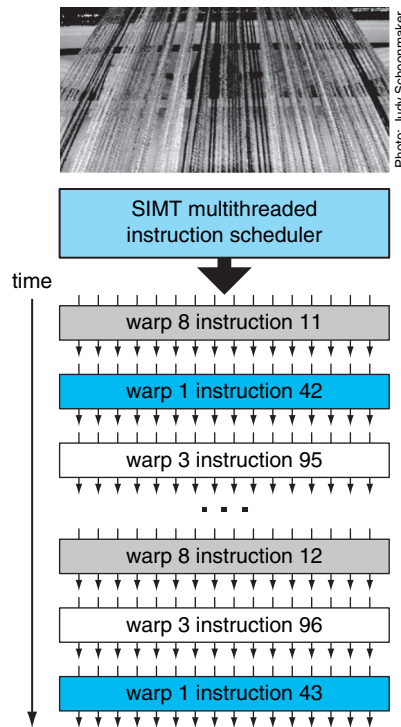 Photo: Judy Schoonmaker
SIMT multithreaded
instruction scheduler
time
warp 8 instruction 11
warp 1 instruction 42
warp 3 instruction 95
. . .
warp 8 instruction 12
warp 3 instruction 96
warp 1 instruction 43